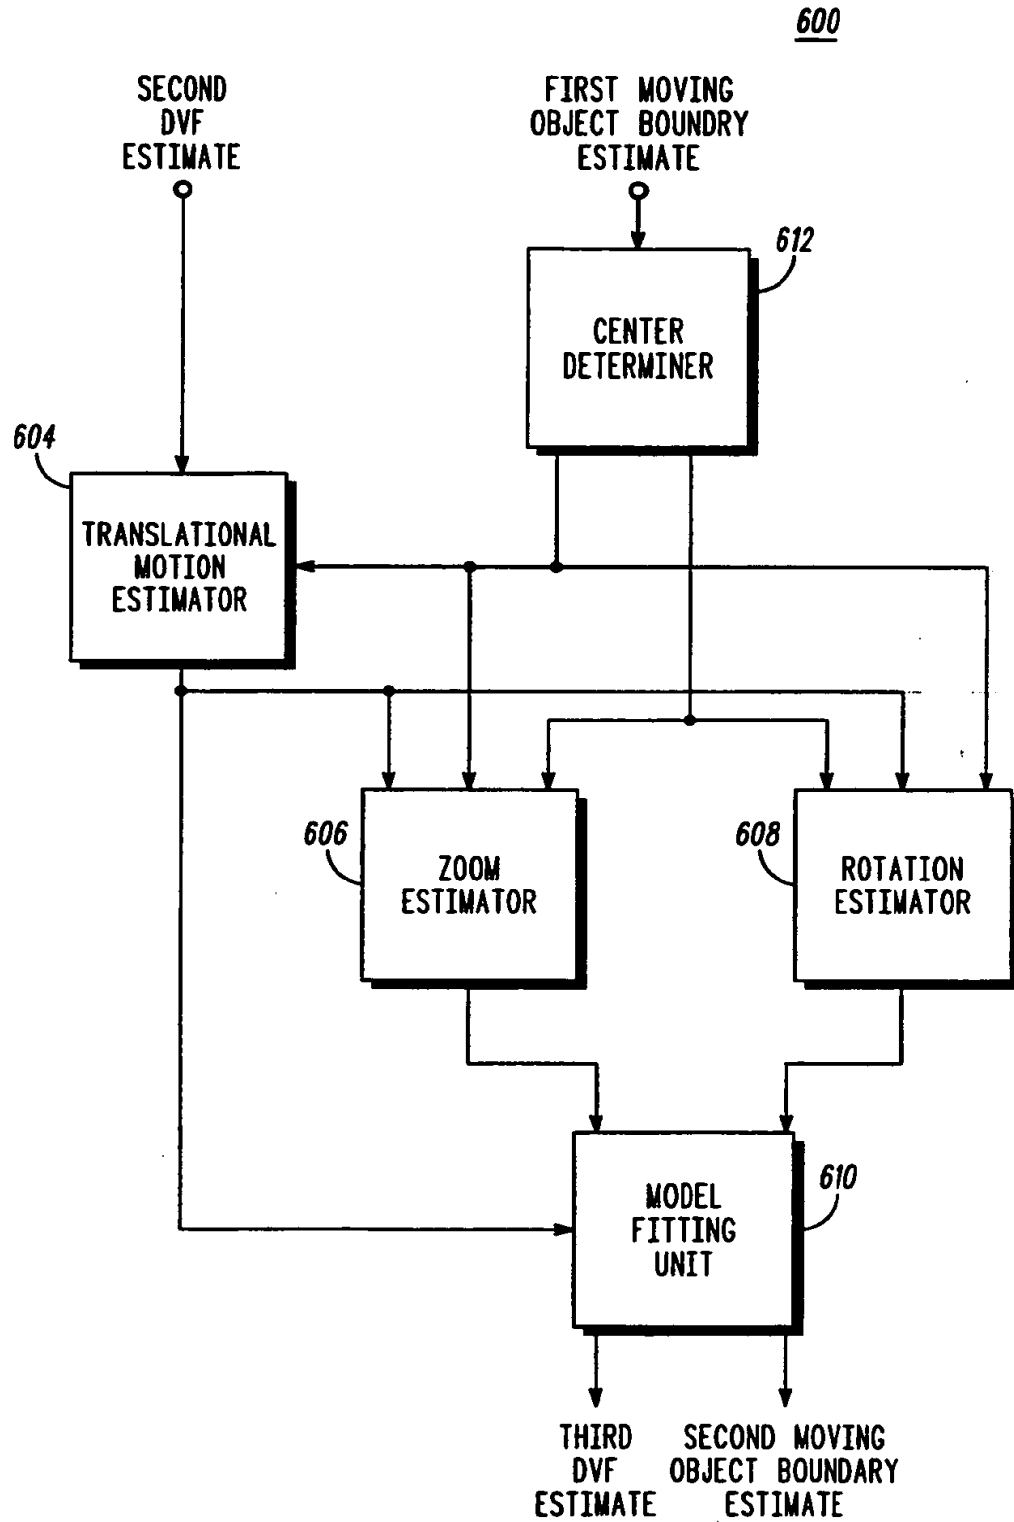 600
SECOND
DVF
ESTIMATE
FIRST MOVING
OBJECT BOUNDRY
ESTIMATE
612
CENTER
DETERMINER
604
TRANSLATIONAL
MOTION
ESTIMATOR
606
ZOOM
ESTIMATOR
608
ROTATION
ESTIMATOR
610
MODEL
FITTING
UNIT
THIRD
DVF
ESTIMATE
SECOND MOVING
OBJECT BOUNDARY
ESTIMATE